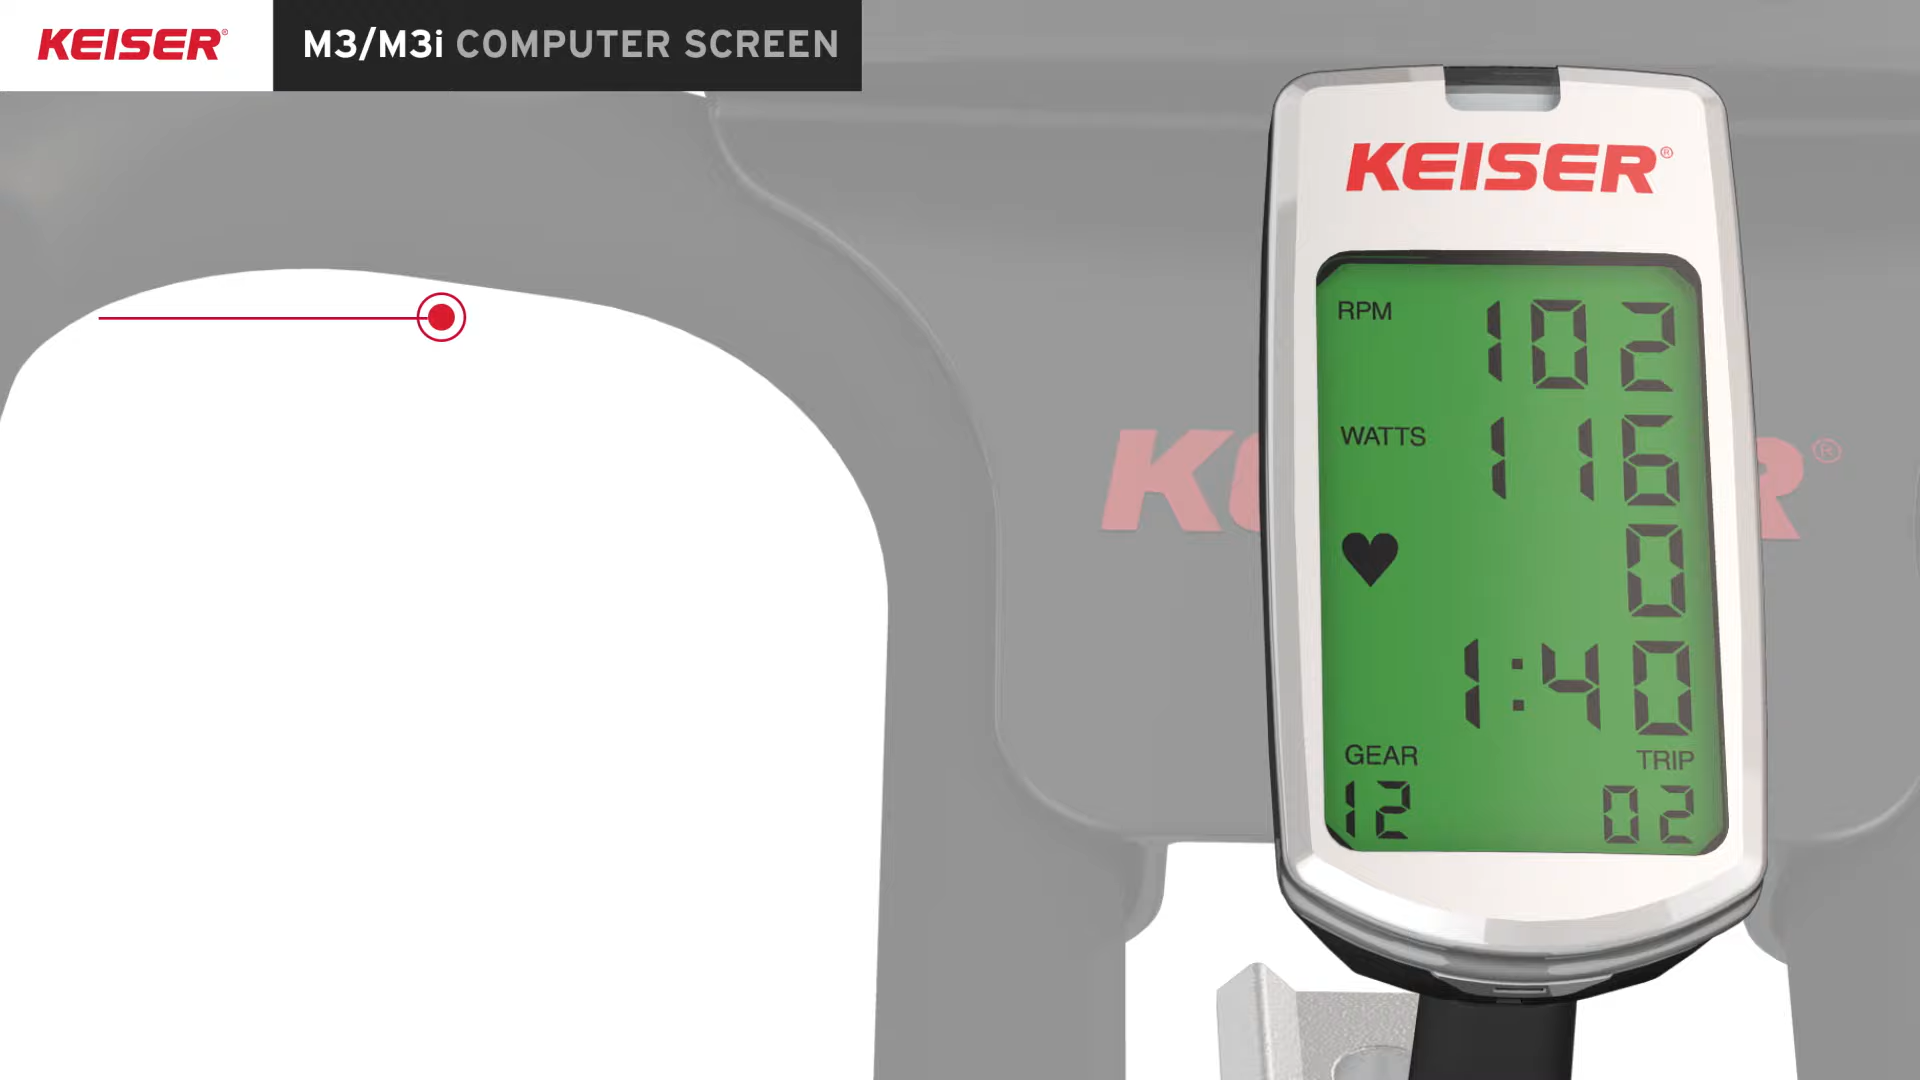 KEISER®
M3/M3i COMPUTER SCREEN
KEISER®
RPM 102
WATTS 116
0
1:40
GEAR TRIP
12 02
K R®